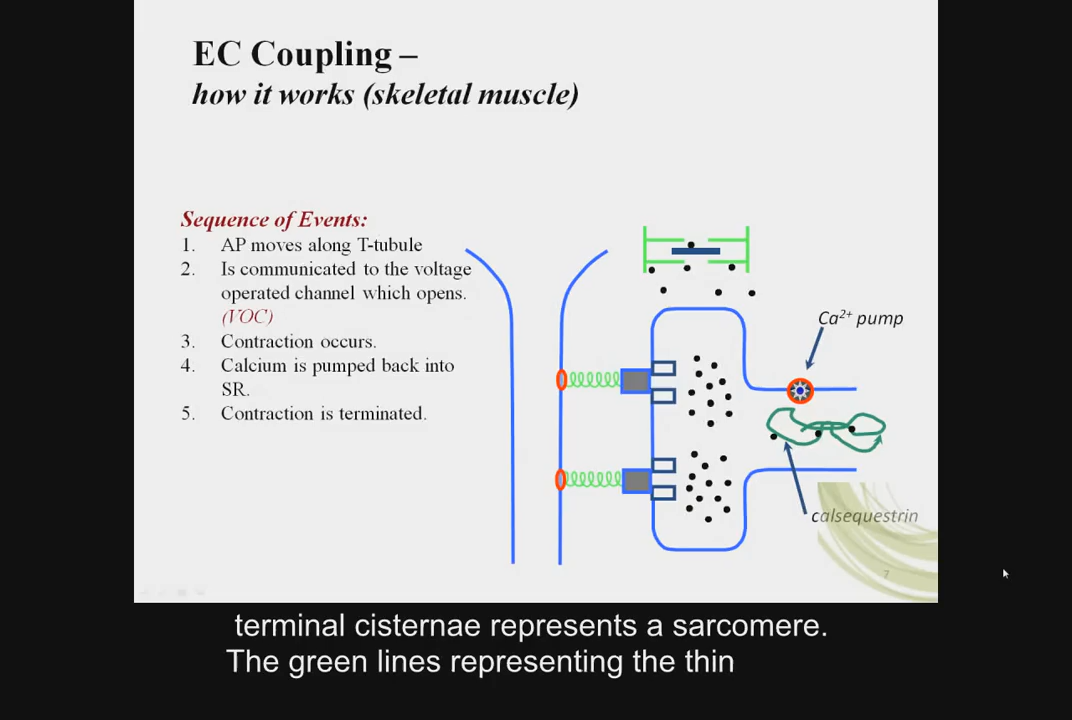 EC Coupling –
how it works (skeletal muscle)
Sequence of Events:
1. AP moves along T-tubule
2. Is communicated to the voltage
operated channel which opens.
(VOC)
3. Contraction occurs.
4. Calcium is pumped back into
SR.
5. Contraction is terminated.
Ca²⁺ pump
calsequestrin
7
terminal cisternae represents a sarcomere.
The green lines representing the thin